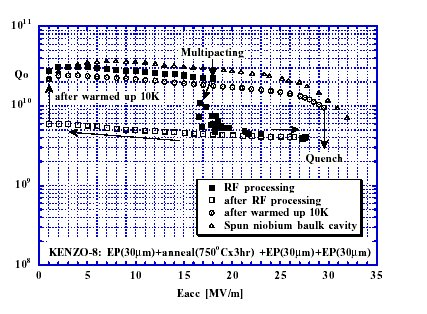 10^11
Multipacting
Qo
after warmed up 10K
10^10
Quench
RF processing
after RF processing
after warmed up 10K
Spun niobium baulk cavity
10^9
KENZO-8: EP(30μm)+anneal(750°Cx3hr) +EP(30μm)+EP(30μm)
10^8
0 5 10 15 20 25 30 35
Eacc [MV/m]